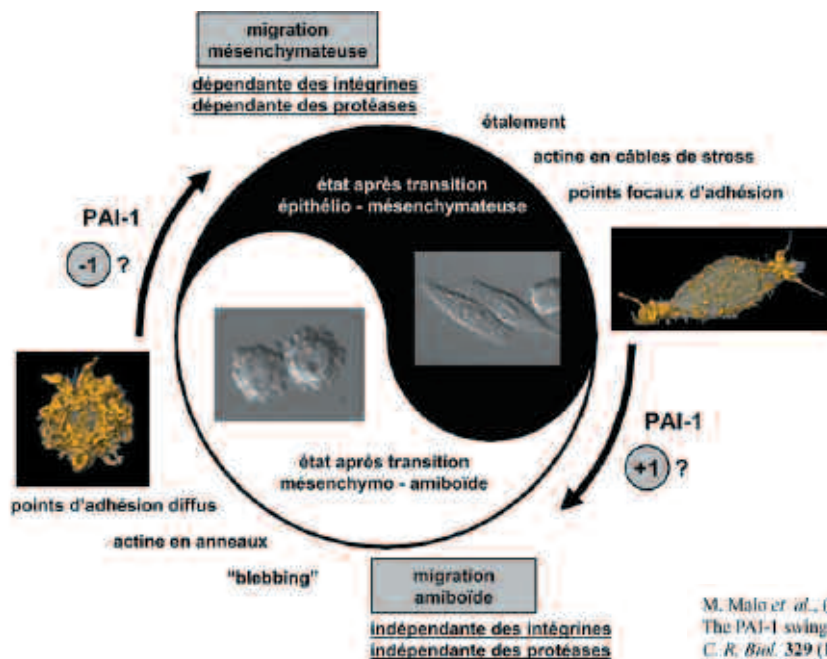 migration
mésenchymateuse
dépendante des intégrines
dépendante des protéases
étalement
actine en câbles de stress
points focaux d'adhésion
état après transition
épithélio - mésenchymateuse
PAI-1
-1 ?
PAI-1
+1 ?
état après transition
mésenchymo - amiboïde
points d'adhésion diffus
actine en anneaux
"blebbing"
migration
amiboïde
indépendante des intégrines
indépendante des protéases
M. Malo et al., (
The PAI-1 swing
C. R. Biol. 329 (